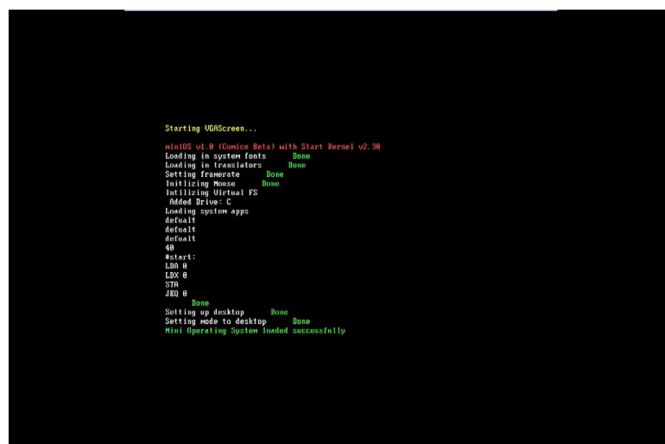 Starting VGAScreen...
miniOS v1.0 (Comice Beta) with Start Kernel v2.30
Loading in system fonts Done
Loading in translators Done
Setting framerate Done
Initlizing Mouse Done
Intilizing Virtual FS
Added Drive: C
Loading system apps
defualt
defualt
defualt
40
#start:
LDA 0
LDX 0
STA
JEQ 0
Done
Setting up desktop Done
Setting mode to desktop Done
Mini Operating System loaded successfully